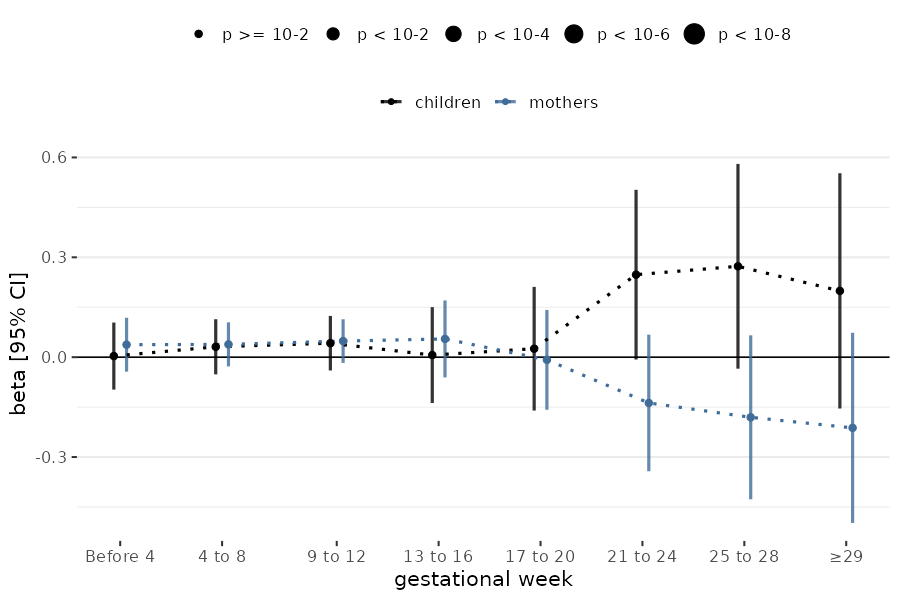 p >= 10-2 p < 10-2 p < 10-4 p < 10-6 p < 10-8
children mothers
0.6
0.3
0.0
-0.3
beta [95% CI]
Before 4 4 to 8 9 to 12 13 to 16 17 to 20 21 to 24 25 to 28 ≥29
gestational week